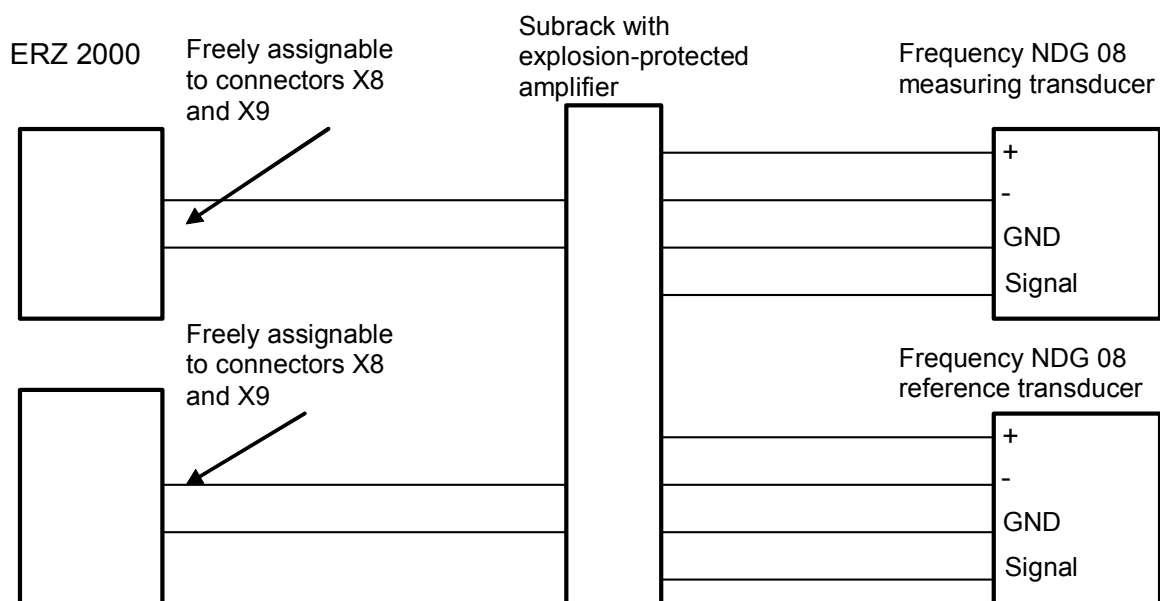 ERZ 2000
Freely assignable
to connectors X8
and X9
Subrack with
explosion-protected
amplifier
Frequency NDG 08
measuring transducer
+
-
GND
Signal
Freely assignable
to connectors X8
and X9
Frequency NDG 08
reference transducer
+
-
GND
Signal